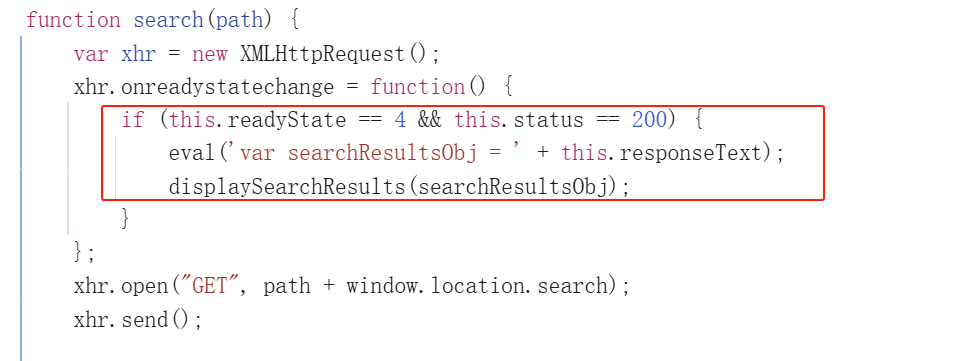 function search(path) {
    var xhr = new XMLHttpRequest();
    xhr.onreadystatechange = function() {
        if (this.readyState == 4 && this.status == 200) {
            eval('var searchResultsObj = ' + this.responseText);
            displaySearchResults(searchResultsObj);
        }
    };
    xhr.open("GET", path + window.location.search);
    xhr.send();